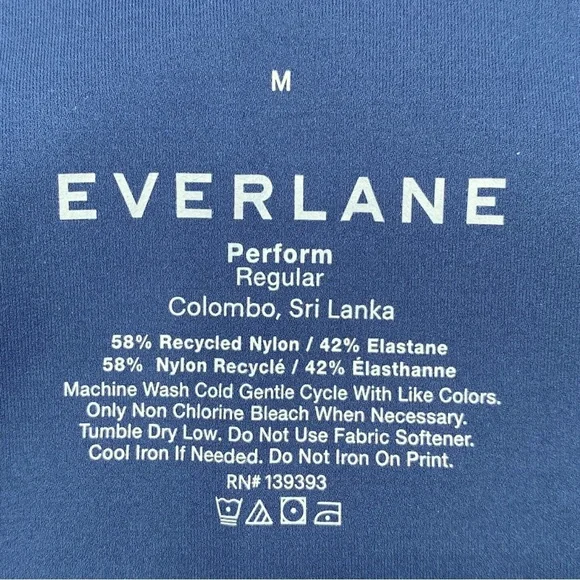 M
EVERLANE
Perform
Regular
Colombo, Sri Lanka
58% Recycled Nylon / 42% Elastane
58% Nylon Recyclé / 42% Élasthanne
Machine Wash Cold Gentle Cycle With Like Colors.
Only Non Chlorine Bleach When Necessary.
Tumble Dry Low. Do Not Use Fabric Softener.
Cool Iron If Needed. Do Not Iron On Print.
RN# 139393